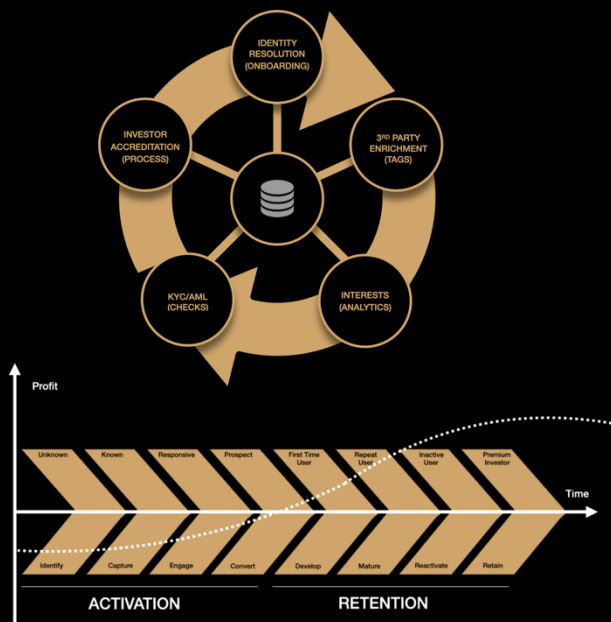 IDENTITY
RESOLUTION
(ONBOARDING)
INVESTOR
ACCREDITATION
(PROCESS)
3RD PARTY
ENRICHMENT
(TAGS)
KYC/AML
(CHECKS)
INTERESTS
(ANALYTICS)
Profit
Unknown
Known
Responsive
Prospect
First Time
User
Repeat
User
Inactive
User
Premium
Investor
Time
Identify
Capture
Engage
Convert
Develop
Mature
Reactivate
Retain
ACTIVATION
RETENTION